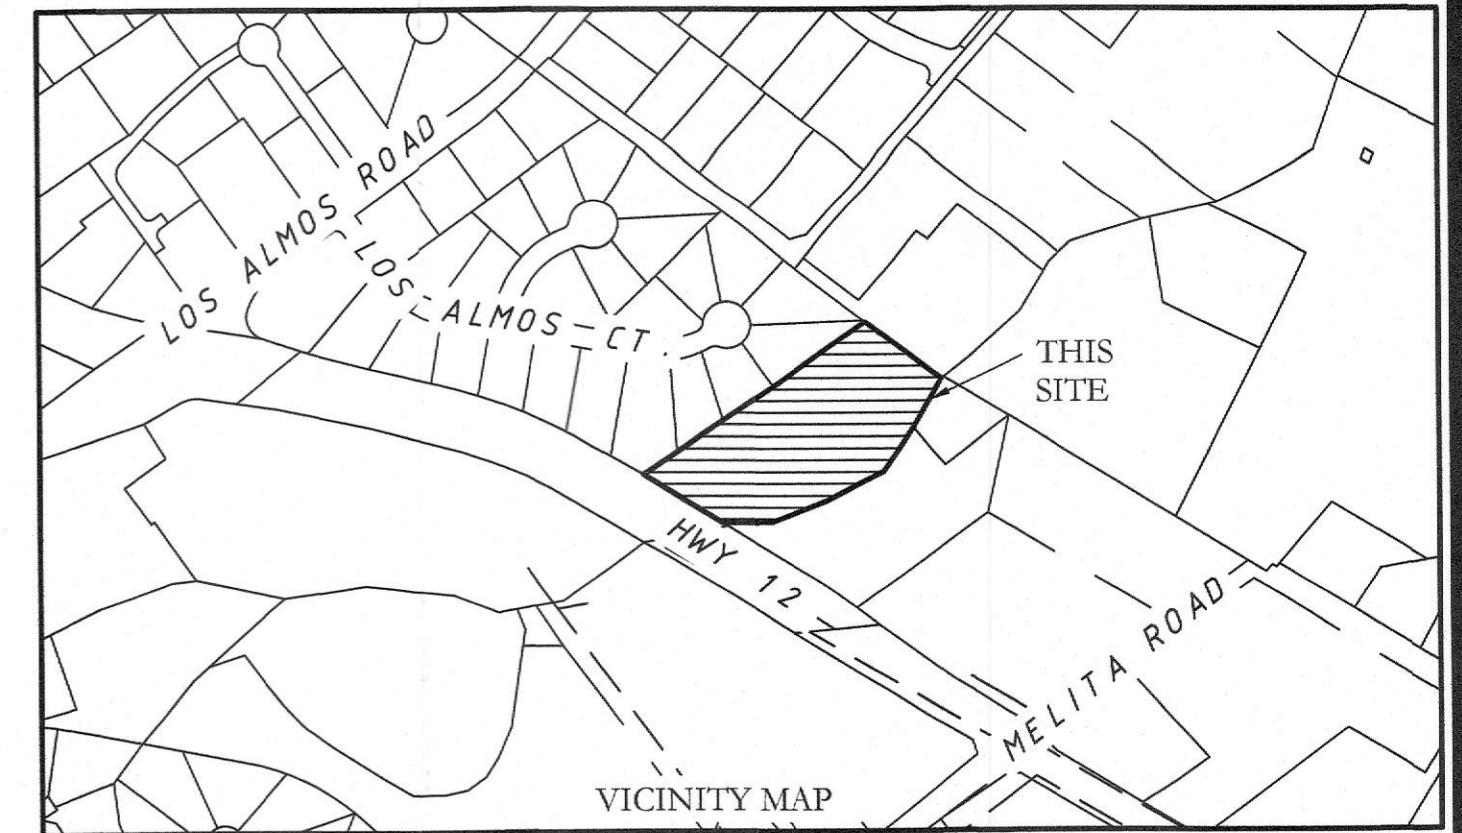 LOS ALMOS ROAD
LOS ALMOS CT.
THIS
SITE
HWY 12
MELITA ROAD
VICINITY MAP